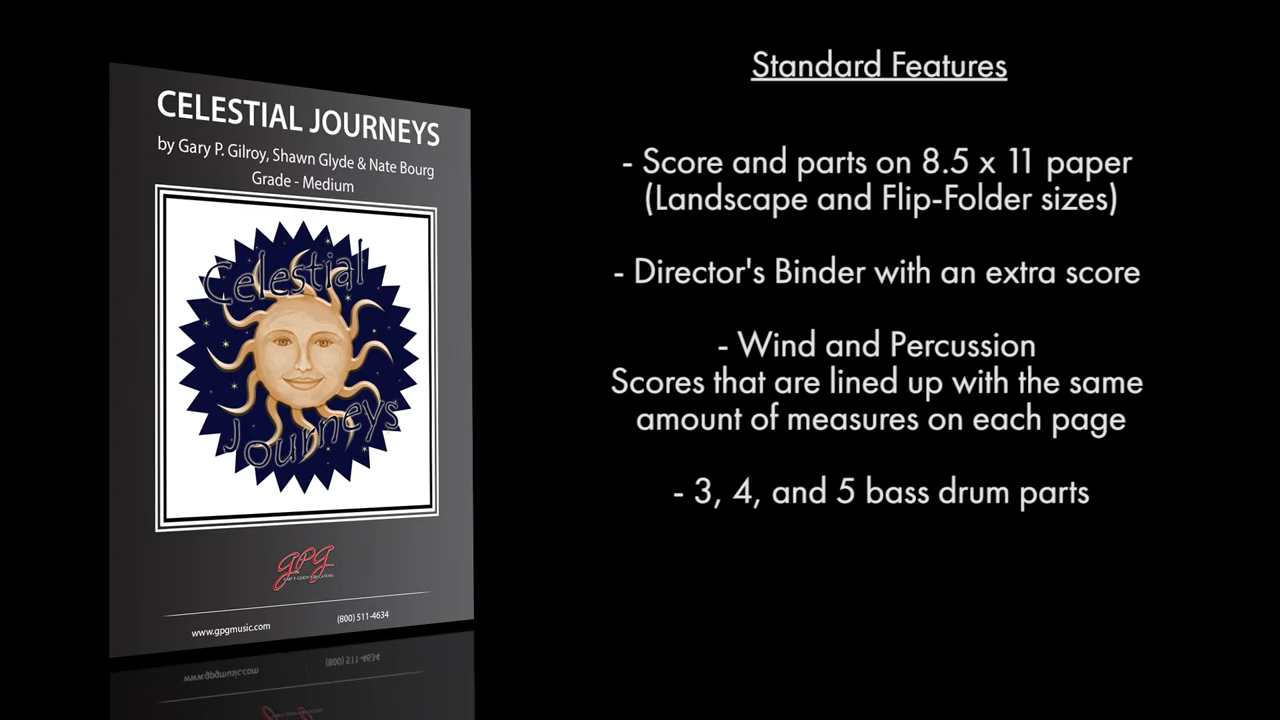 CELESTIAL JOURNEYS
by Gary P. Gilroy, Shawn Glyde & Nate Bourg
Grade - Medium
Celestial
Journeys
GPG
GARY P. GILROY PUBLICATIONS
www.gpgmusic.com
(800) 511-4634
Standard Features
- Score and parts on 8.5 x 11 paper
(Landscape and Flip-Folder sizes)
- Director's Binder with an extra score
- Wind and Percussion
Scores that are lined up with the same
amount of measures on each page
- 3, 4, and 5 bass drum parts